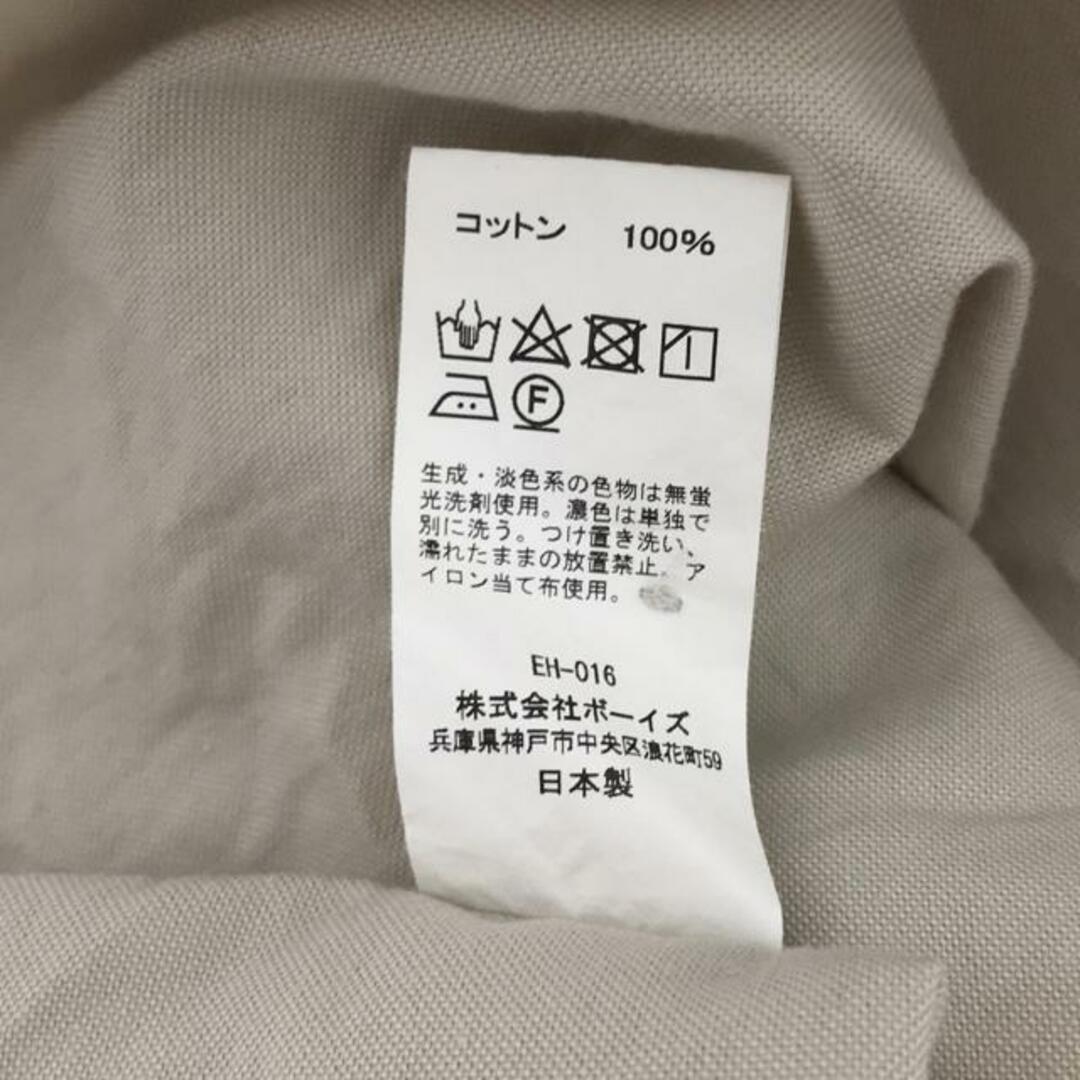 コットン 100%
F
生成・淡色系の色物は無蛍
光洗剤使用。濃色は単独で
別に洗う。つけ置き洗い、
濡れたままの放置禁止。ア
イロン当て布使用。
EH-016
株式会社ボーイズ
兵庫県神戸市中央区浪花町59
日本製